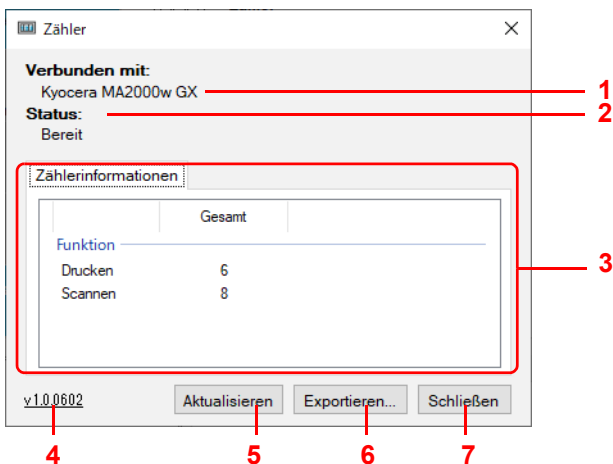 Zähler
Verbunden mit:
Kyocera MA2000w GX
1
Status:
2
Bereit
Zählerinformationen
Gesamt
Funktion
3
Drucken 6
Scannen 8
v1.0.0602 Aktualisieren Exportieren... Schließen
4 5 6 7